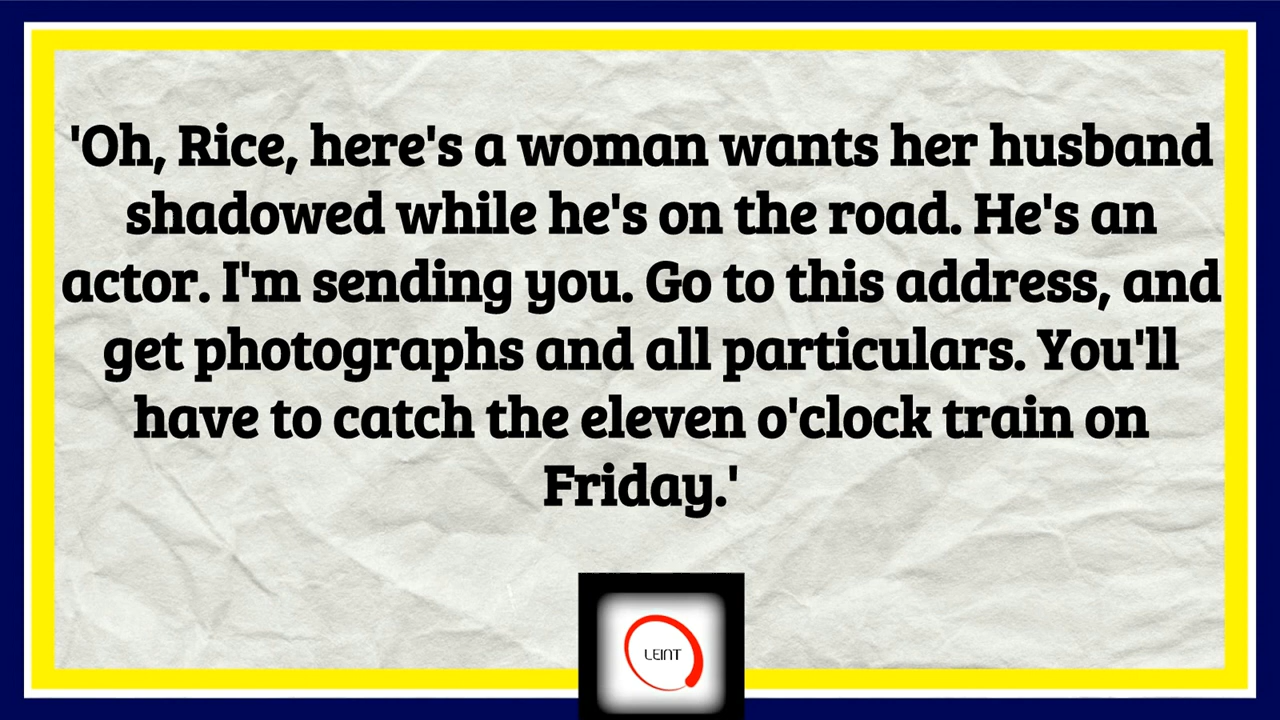 'Oh, Rice, here's a woman wants her husband
shadowed while he's on the road. He's an
actor. I'm sending you. Go to this address, and
get photographs and all particulars. You'll
have to catch the eleven o'clock train on
Friday.'
LEINT